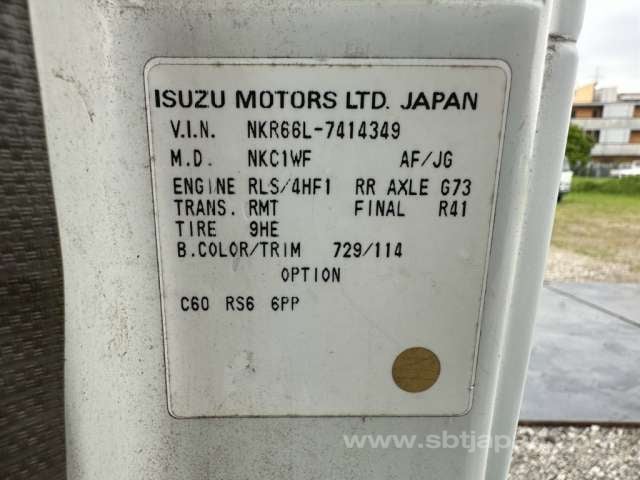 ISUZU MOTORS LTD. JAPAN
V.I.N. NKR66L-7414349
M.D. NKC1WF AF/JG
ENGINE RLS/4HF1 RR AXLE G73
TRANS. RMT FINAL R41
TIRE 9HE
B.COLOR/TRIM 729/114
OPTION
C60 RS6 6PP
www.sbtjapan.com